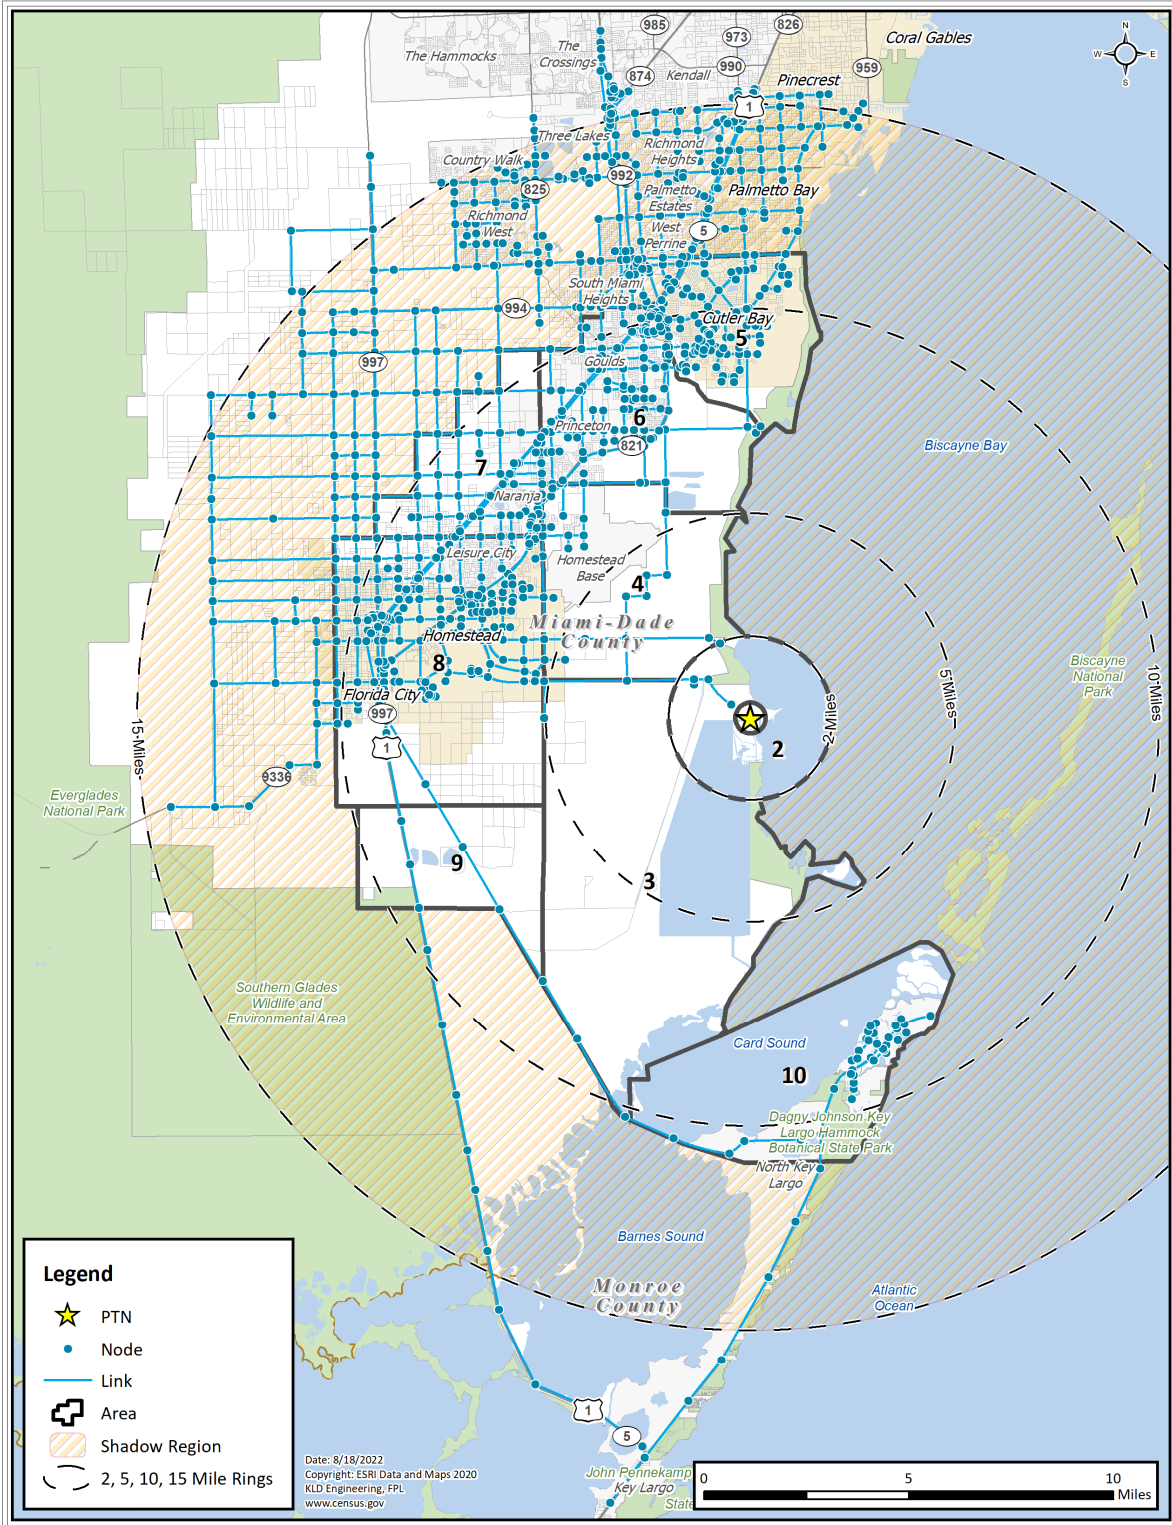 985
826
Coral Gables
N
W E
S
973
The Hammocks
The
Crossings
990
959
874
Kendall
Pinecrest
1
Three Lakes
Richmond
Heights
Country Walk
992
825
Palmetto
Estates
Palmetto Bay
Richmond
West
West
Perrine
5
South Miami
Heights
994
Cutler Bay
5
997
Goulds
6
Princeton
821
Biscayne Bay
7
Naranja
Leisure City
Homestead
Base
4
Miami-Dade
County
Homestead
8
Biscayne
National
Park
Florida City
997
1
2
2-Miles
5 Miles
10-Miles
15-Miles
9336
Everglades
National Park
9
3
Southern Glades
Wildlife and
Environmental Area
Card Sound
10
Dagny Johnson Key
Largo Hammock
Botanical State Park
North Key
Largo
Barnes Sound
Monroe
County
Atlantic
Ocean
Legend
PTN
Node
Link
Area
Shadow Region
2, 5, 10, 15 Mile Rings
1
5
Date: 8/18/2022
Copyright: ESRI Data and Maps 2020
KLD Engineering, FPL
www.census.gov
John Pennekamp
Key Largo
State
0 5 10
Miles